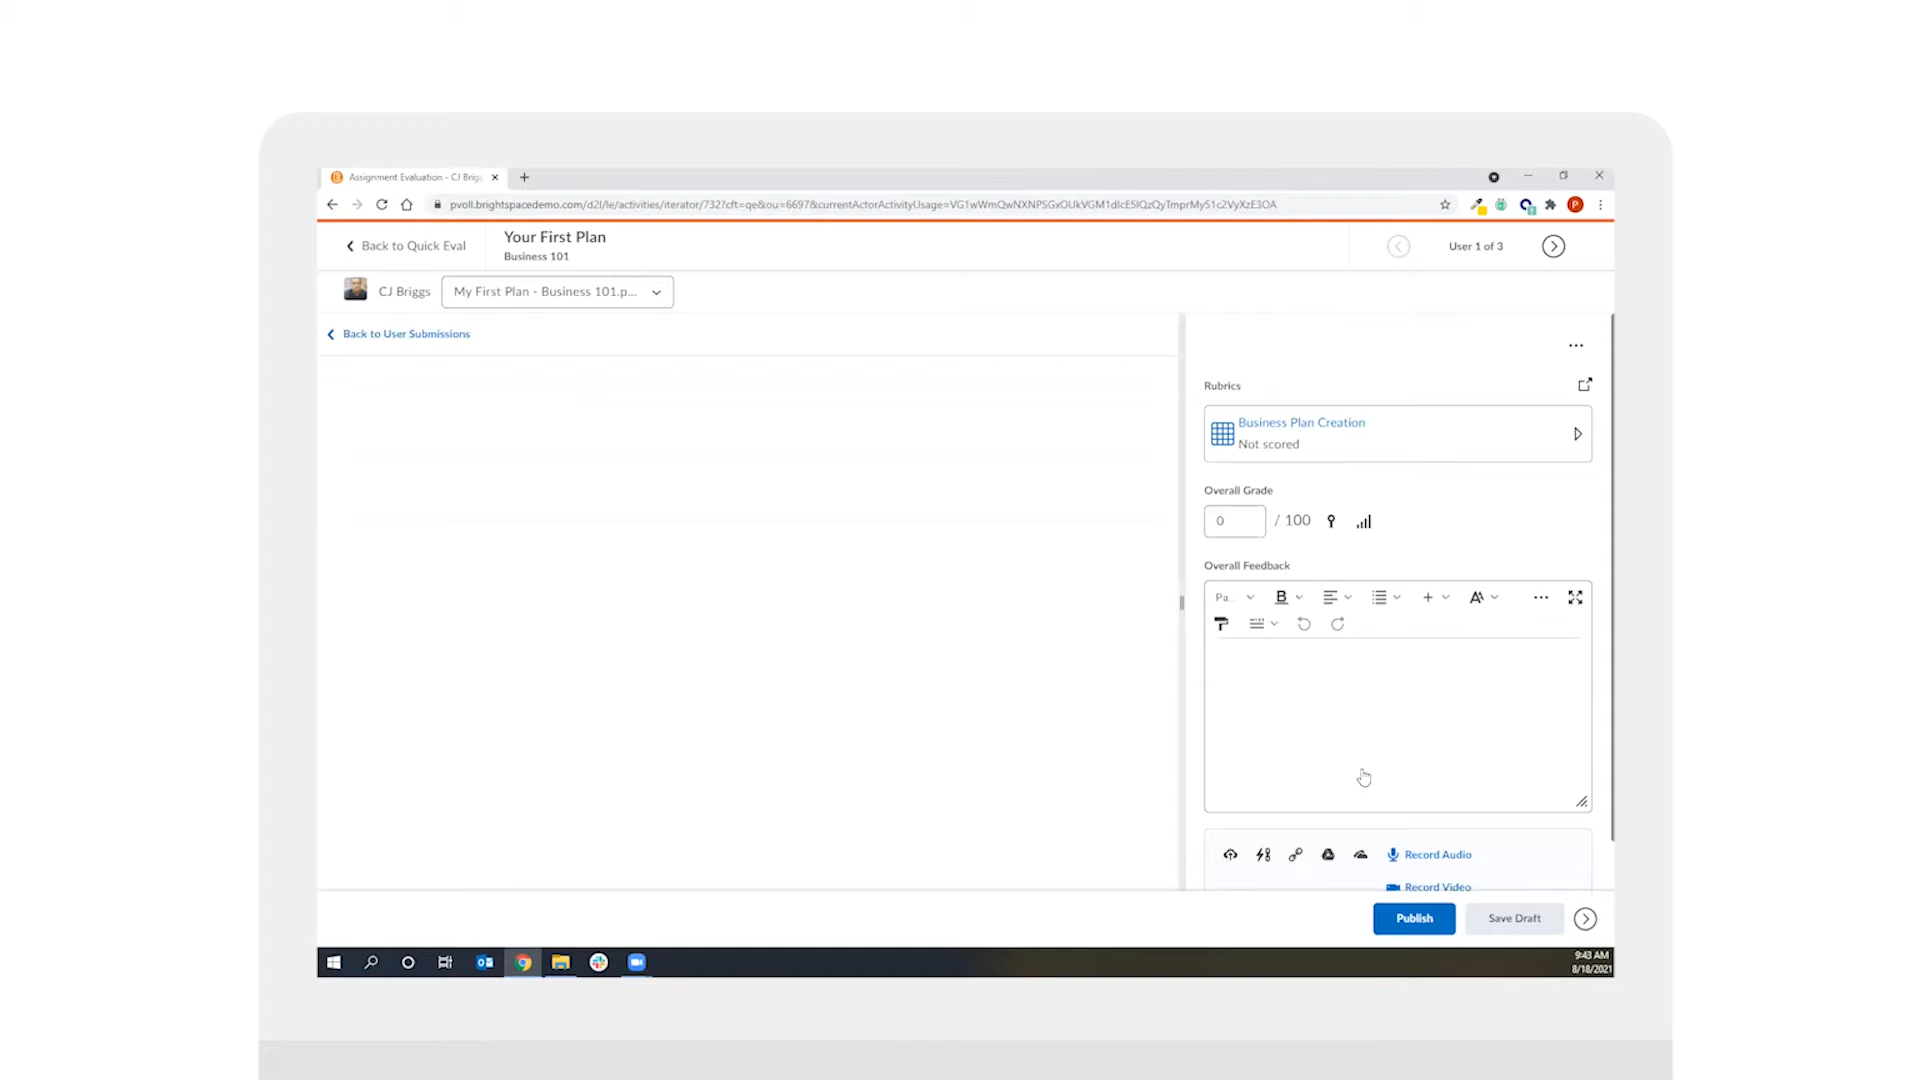 Assignment Evaluation - CJ Brig
pvoll.brightspacedemo.com/d2l/le/activities/iterator/732?cft=qe&ou=6697&currentActorActivityUsage=
Back to Quick Eval
Your First Plan
Business 101
User 1 of 3
CJ Briggs
My First Plan - Business 101.p...
Back to User Submissions
Rubrics
Business Plan Creation
Not scored
Overall Grade
0 / 100
Overall Feedback
Pa...
Record Audio
Record Video
Publish
Save Draft
9:43 AM
8/18/2021